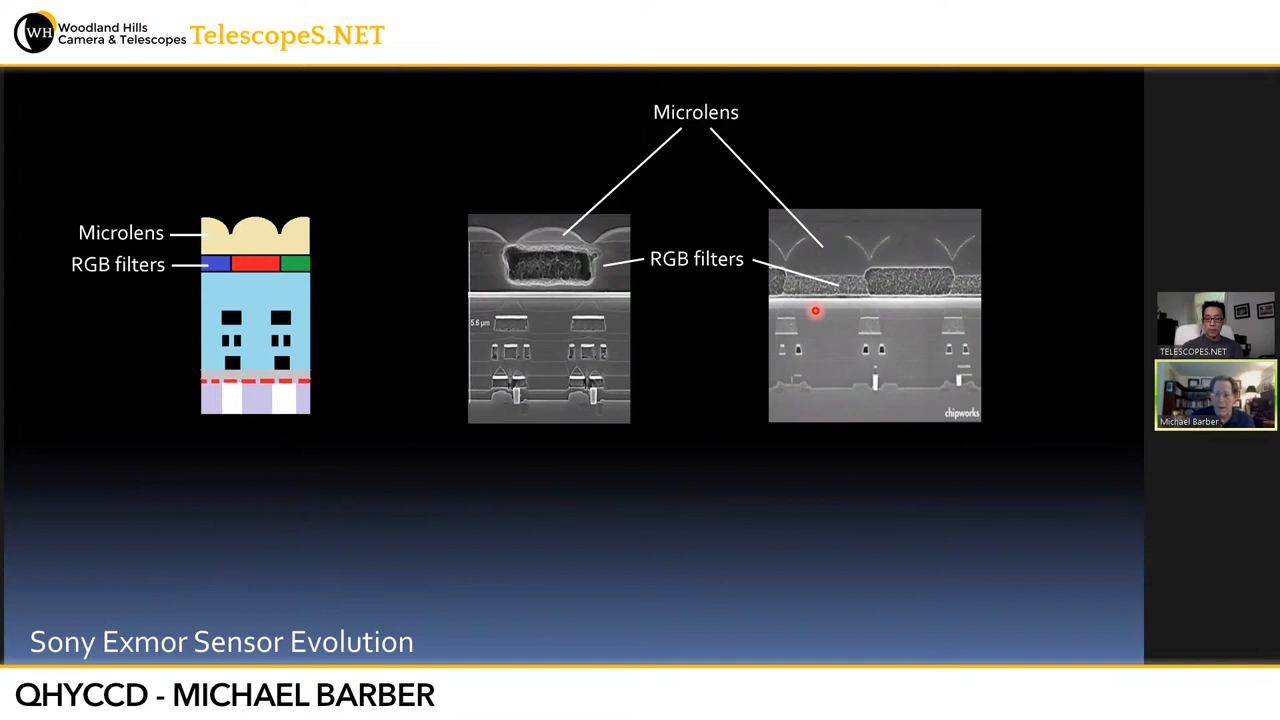 WH
Woodland Hills
Camera & Telescopes
TelescopeS.NET
Microlens
Microlens
RGB filters
RGB filters
5.6 µm
chipworks
TELESCOPES.NET
Michael Barber
Sony Exmor Sensor Evolution
QHYCCD - MICHAEL BARBER